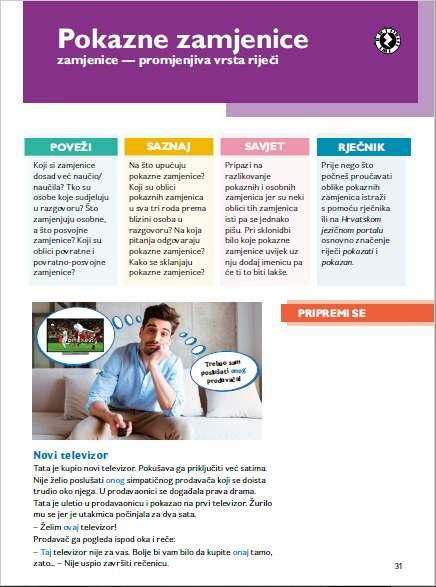 Pokazne zamjenice
zamjenice — promjenjiva vrsta riječi
POVEŽI
Koji si zamjenice
dosad već naučio/
naučila? Tko su
osobe koje sudjeluju
u razgovoru? Što
zamjenjuju osobne,
a što posvojne
zamjenice? Koji su
oblici povratne i
povratno-posvojne
zamjenice?
SAZNAJ
Na što upućuju
pokazne zamjenice?
Koji su oblici
pokaznih zamjenica
u sva tri roda prema
blizini osoba u
razgovoru? Na koja
pitanja odgovaraju
pokazne zamjenice?
Kako se sklanjaju
pokazne zamjenice?
SAVJET
Pripazi na
razlikovanje
pokaznih i osobnih
zamjenica jer su neki
oblici tih zamjenica
isti pa se jednako
pišu. Pri sklonidbi
bilo koje pokazne
zamjenice uvijek uz
nju dodaj imenicu pa
će ti to biti lakše.
RJEČNIK
Prije nego što
počneš proučavati
oblike pokaznih
zamjenica istraži
s pomoću rječnika
ili na Hrvatskom
jezičnom portalu
osnovno značenje
riječi pokazati i
pokazan.
PRIPREMI SE
Trebao sam
poslušati onog
prodavača!
Novi televizor
Tata je kupio novi televizor. Pokušava ga priključiti već satima.
Nije želio poslušati onog simpatičnog prodavača koji se doista
trudio oko njega. U prodavaonici se događala prava drama.
Tata je uletio u prodavaonicu i pokazao na prvi televizor. Žurilo
mu se jer je utakmica počinjala za dva sata.
– Želim ovaj televizor!
Prodavač ga pogleda ispod oka i reče:
– Taj televizor nije za vas. Bolje bi vam bilo da kupite onaj tamo,
zato... – Nije uspio završiti rečenicu.
31